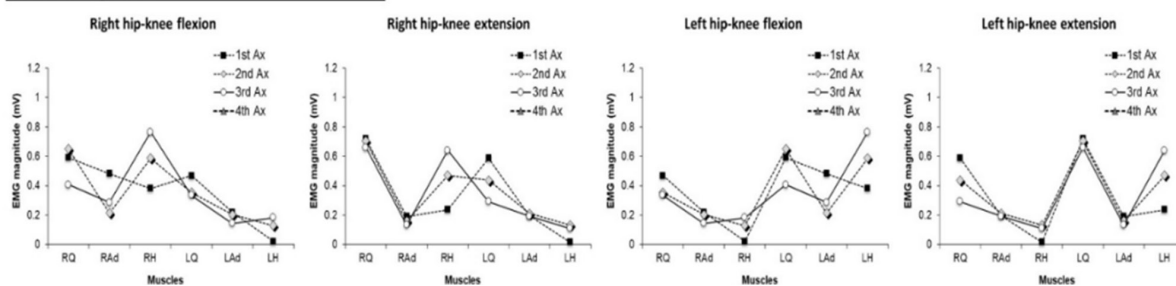 Right hip-knee flexion
1st Ax
2nd Ax
3rd Ax
4th Ax
EMG magnitude (mV)
1.2
1
0.8
0.6
0.4
0.2
0
RQ RAd RH LQ LAd LH
Muscles
Right hip-knee extension
1st Ax
2nd Ax
3rd Ax
4th Ax
EMG magnitude (mV)
1.2
1
0.8
0.6
0.4
0.2
0
RQ RAd RH LQ LAd LH
Muscles
Left hip-knee flexion
1st Ax
2nd Ax
3rd Ax
4th Ax
EMG magnitude (mV)
1.2
1
0.8
0.6
0.4
0.2
0
RQ RAd RH LQ LAd LH
Muscles
Left hip-knee extension
1st Ax
2nd Ax
3rd Ax
4th Ax
EMG magnitude (mV)
1.2
1
0.8
0.6
0.4
0.2
0
RQ RAd RH LQ LAd LH
Muscles